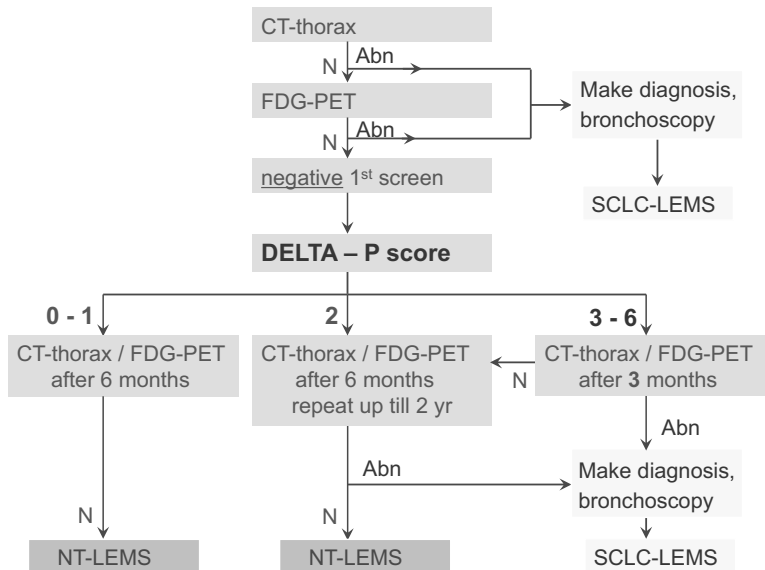 CT-thorax
N
Abn
FDG-PET
N
Abn
negative 1st screen
Make diagnosis,
bronchoscopy
SCLC-LEMS
DELTA – P score
0 - 1
2
3 - 6
CT-thorax / FDG-PET
after 6 months
CT-thorax / FDG-PET
after 6 months
repeat up till 2 yr
N
CT-thorax / FDG-PET
after 3 months
Abn
Abn
Make diagnosis,
bronchoscopy
N
N
NT-LEMS
NT-LEMS
SCLC-LEMS